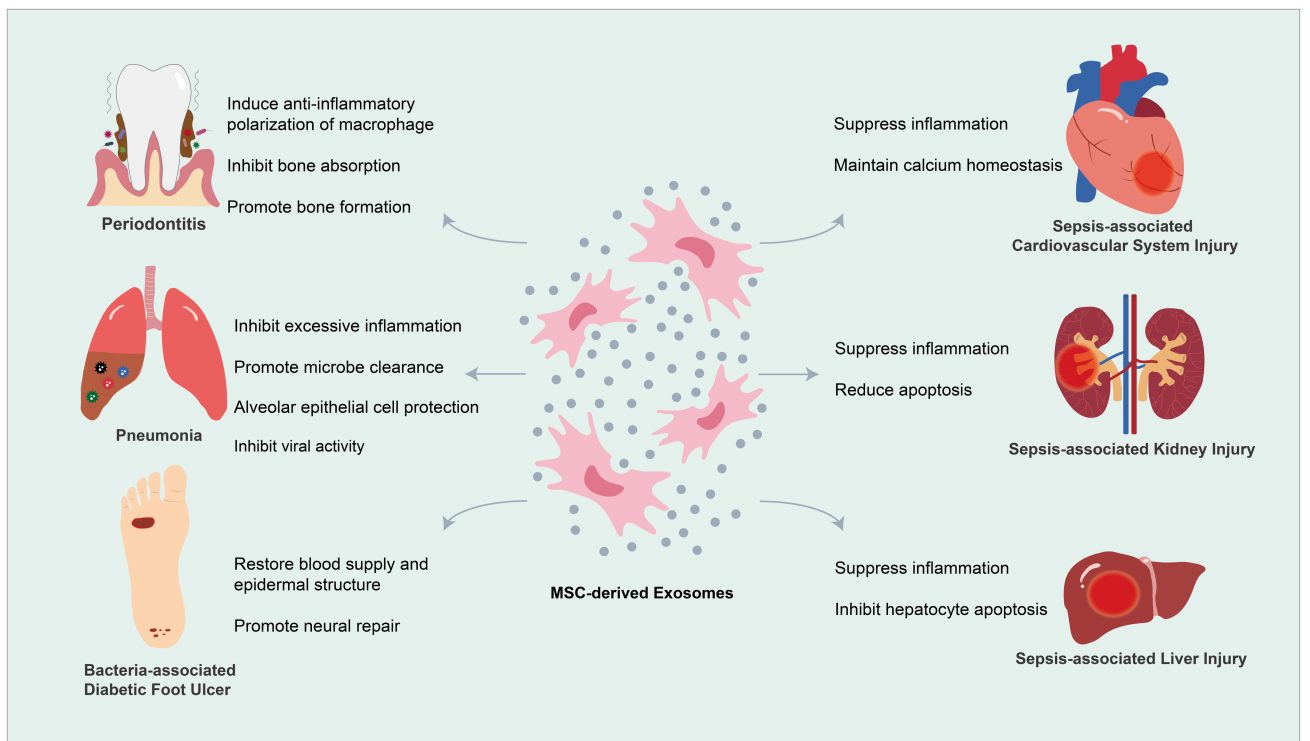 Induce anti-inflammatory
polarization of macrophage
Inhibit bone absorption
Promote bone formation
Periodontitis
Inhibit excessive inflammation
Promote microbe clearance
Alveolar epithelial cell protection
Inhibit viral activity
Pneumonia
Restore blood supply and
epidermal structure
Promote neural repair
Bacteria-associated
Diabetic Foot Ulcer
MSC-derived Exosomes
Suppress inflammation
Maintain calcium homeostasis
Sepsis-associated
Cardiovascular System Injury
Suppress inflammation
Reduce apoptosis
Sepsis-associated Kidney Injury
Suppress inflammation
Inhibit hepatocyte apoptosis
Sepsis-associated Liver Injury